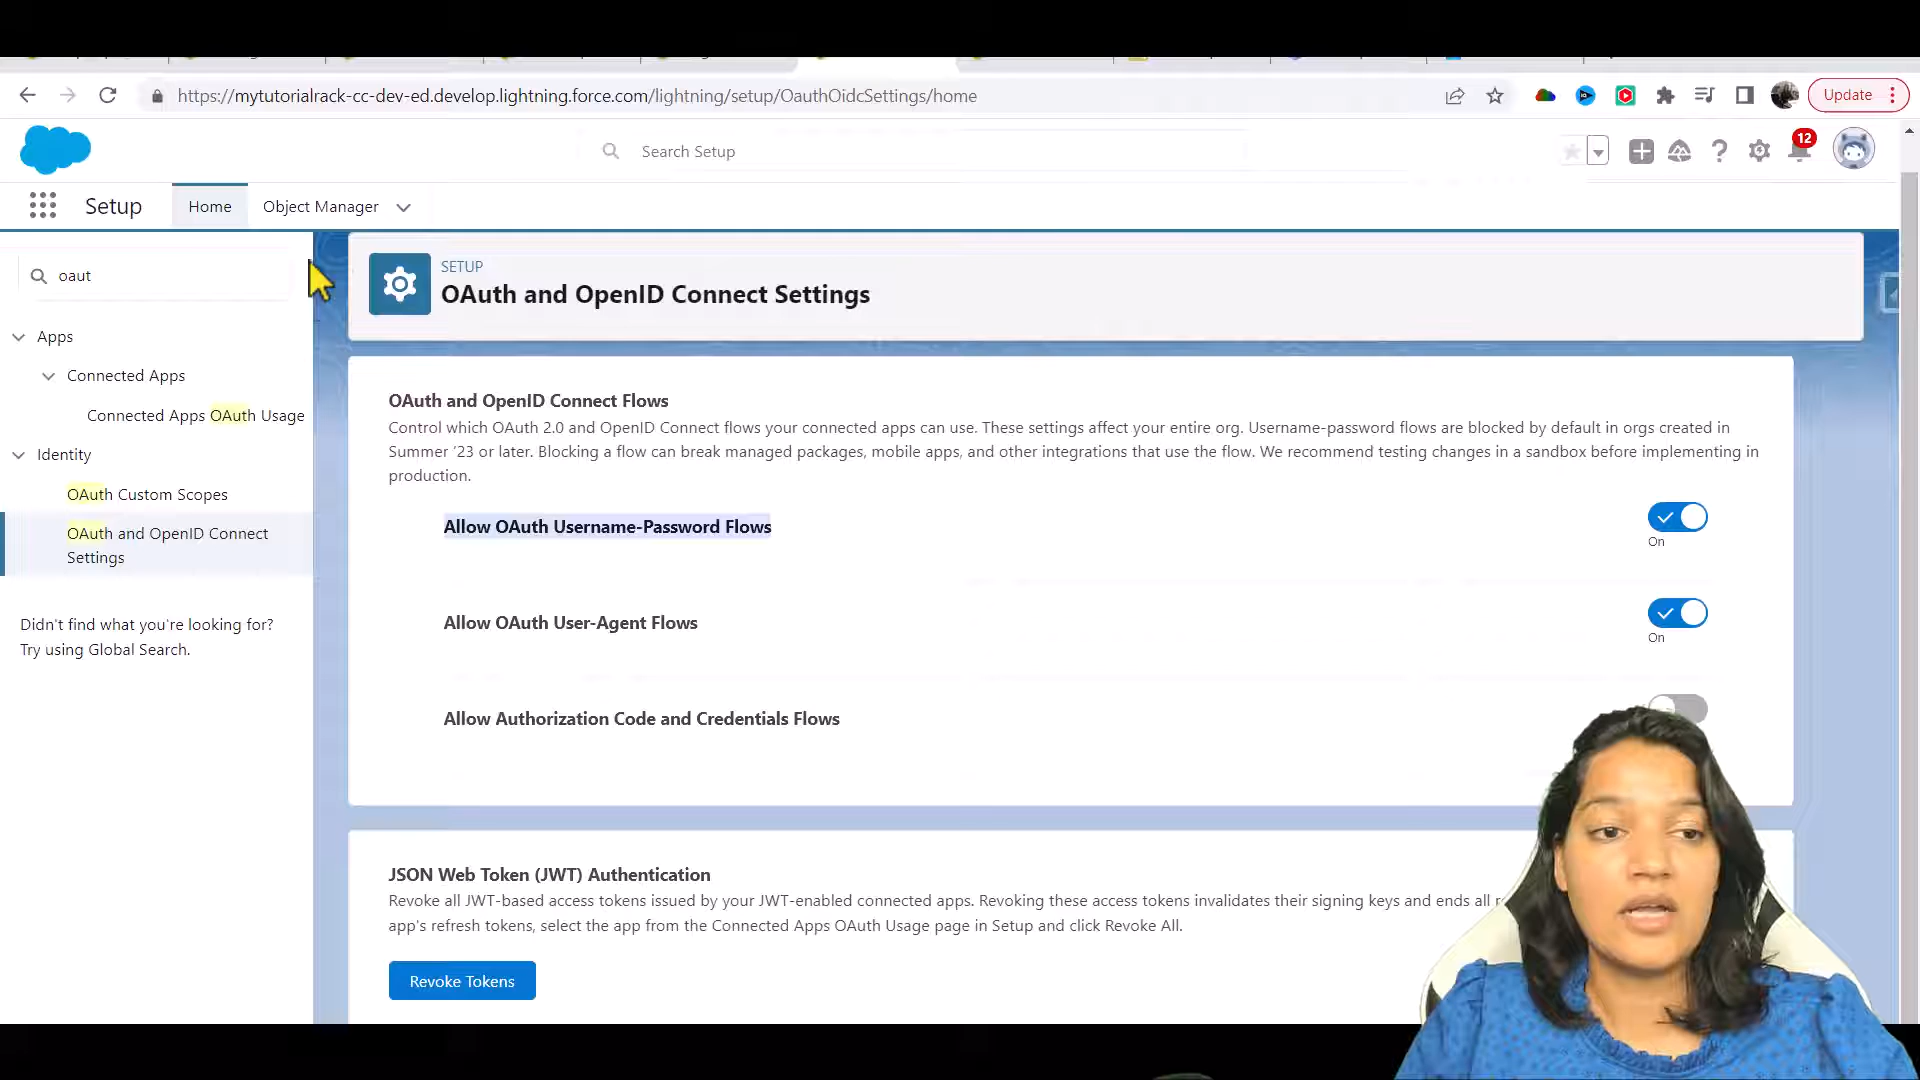 https://mytutorialrack-cc-dev-ed.develop.lightning.force.com/lightning/setup/OauthOidcSettings/home
Update
Search Setup
12
Setup
Home
Object Manager
oaut
Apps
Connected Apps
Connected Apps OAuth Usage
Identity
OAuth Custom Scopes
OAuth and OpenID Connect
Settings
Didn't find what you're looking for?
Try using Global Search.
SETUP
OAuth and OpenID Connect Settings
OAuth and OpenID Connect Flows
Control which OAuth 2.0 and OpenID Connect flows your connected apps can use. These settings affect your entire org. Username-password flows are blocked by default in orgs created in
Summer '23 or later. Blocking a flow can break managed packages, mobile apps, and other integrations that use the flow. We recommend testing changes in a sandbox before implementing in
production.
Allow OAuth Username-Password Flows
On
Allow OAuth User-Agent Flows
On
Allow Authorization Code and Credentials Flows
JSON Web Token (JWT) Authentication
Revoke all JWT-based access tokens issued by your JWT-enabled connected apps. Revoking these access tokens invalidates their signing keys and ends all
app's refresh tokens, select the app from the Connected Apps OAuth Usage page in Setup and click Revoke All.
Revoke Tokens